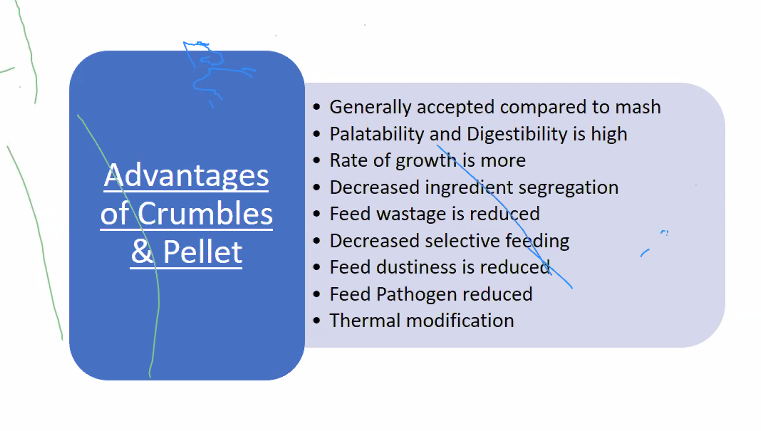 Advantages
of Crumbles
& Pellet
• Generally accepted compared to mash
• Palatability and Digestibility is high
• Rate of growth is more
• Decreased ingredient segregation
• Feed wastage is reduced
• Decreased selective feeding
• Feed dustiness is reduced
• Feed Pathogen reduced
• Thermal modification